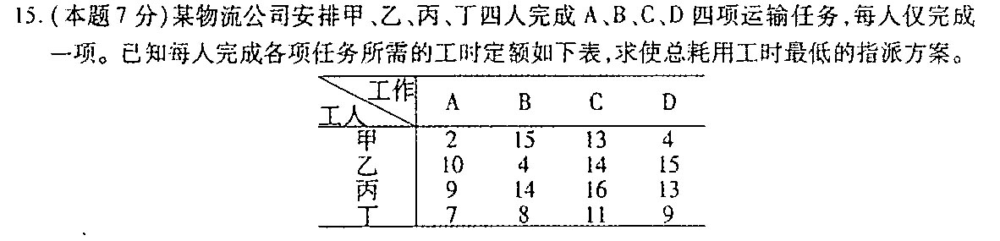 15.(本题7分)某物流公司安排甲、乙、丙、丁四人完成A、B、C、D四项运输任务,每人仅完成
一项。已知每人完成各项任务所需的工时定额如下表,求使总耗用工时最低的指派方案。
工作
工人 A B C D
甲 2 15 13 4
乙 10 4 14 15
丙 9 14 16 13
丁 7 8 11 9